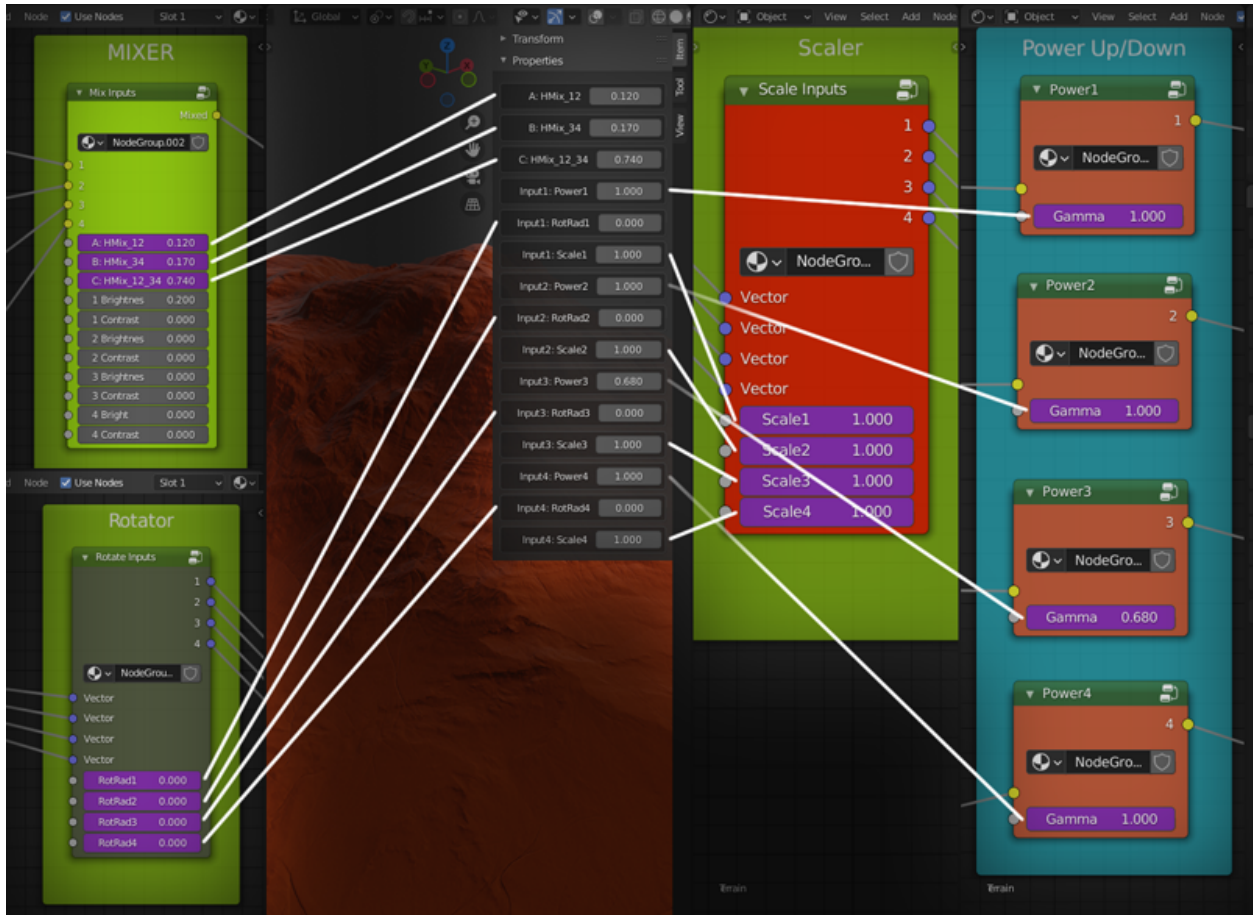 Node
Use Nodes
Slot 1
MIXER
Mix Inputs
Mixed
NodeGroup.002
1
2
3
4
A: HMix_12 0.120
B: HMix_34 0.170
C: HMix_12_34 0.740
1 Brightnes 0.200
1 Contrast 0.000
2 Brightnes 0.000
2 Contrast 0.000
3 Brightnes 0.000
3 Contrast 0.000
4 Bright 0.000
4 Contrast 0.000
Node
Use Nodes
Slot 1
Rotator
Rotate Inputs
1
2
3
4
NodeGrou...
Vector
Vector
Vector
Vector
RotRad1 0.000
RotRad2 0.000
RotRad3 0.000
RotRad4 0.000
Global
Z
Y
X
Transform
Properties
Item
Tool
View
A: HMix_12 0.120
B: HMix_34 0.170
C: HMix_12_34 0.740
Input1: Power1 1.000
Input1: RotRad1 0.000
Input1: Scale1 1.000
Input2: Power2 1.000
Input2: RotRad2 0.000
Input2: Scale2 1.000
Input3: Power3 0.680
Input3: RotRad3 0.000
Input3: Scale3 1.000
Input4: Power4 1.000
Input4: RotRad4 0.000
Input4: Scale4 1.000
Object View Select Add Node
Scaler
Scale Inputs
1
2
3
4
NodeGro...
Vector
Vector
Vector
Vector
Scale1 1.000
Scale2 1.000
Scale3 1.000
Scale4 1.000
Terrain
Object View Select Add Node
Power Up/Down
Power1
1
NodeGro...
Gamma 1.000
Power2
2
NodeGro...
Gamma 1.000
Power3
3
NodeGro...
Gamma 0.680
Power4
4
NodeGro...
Gamma 1.000
Terrain